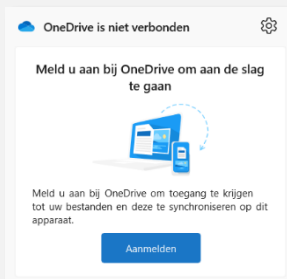 OneDrive is niet verbonden
Meld u aan bij OneDrive om aan de slag
te gaan
Meld u aan bij OneDrive om toegang te krijgen
tot uw bestanden en deze te synchroniseren op dit
apparaat.
Aanmelden